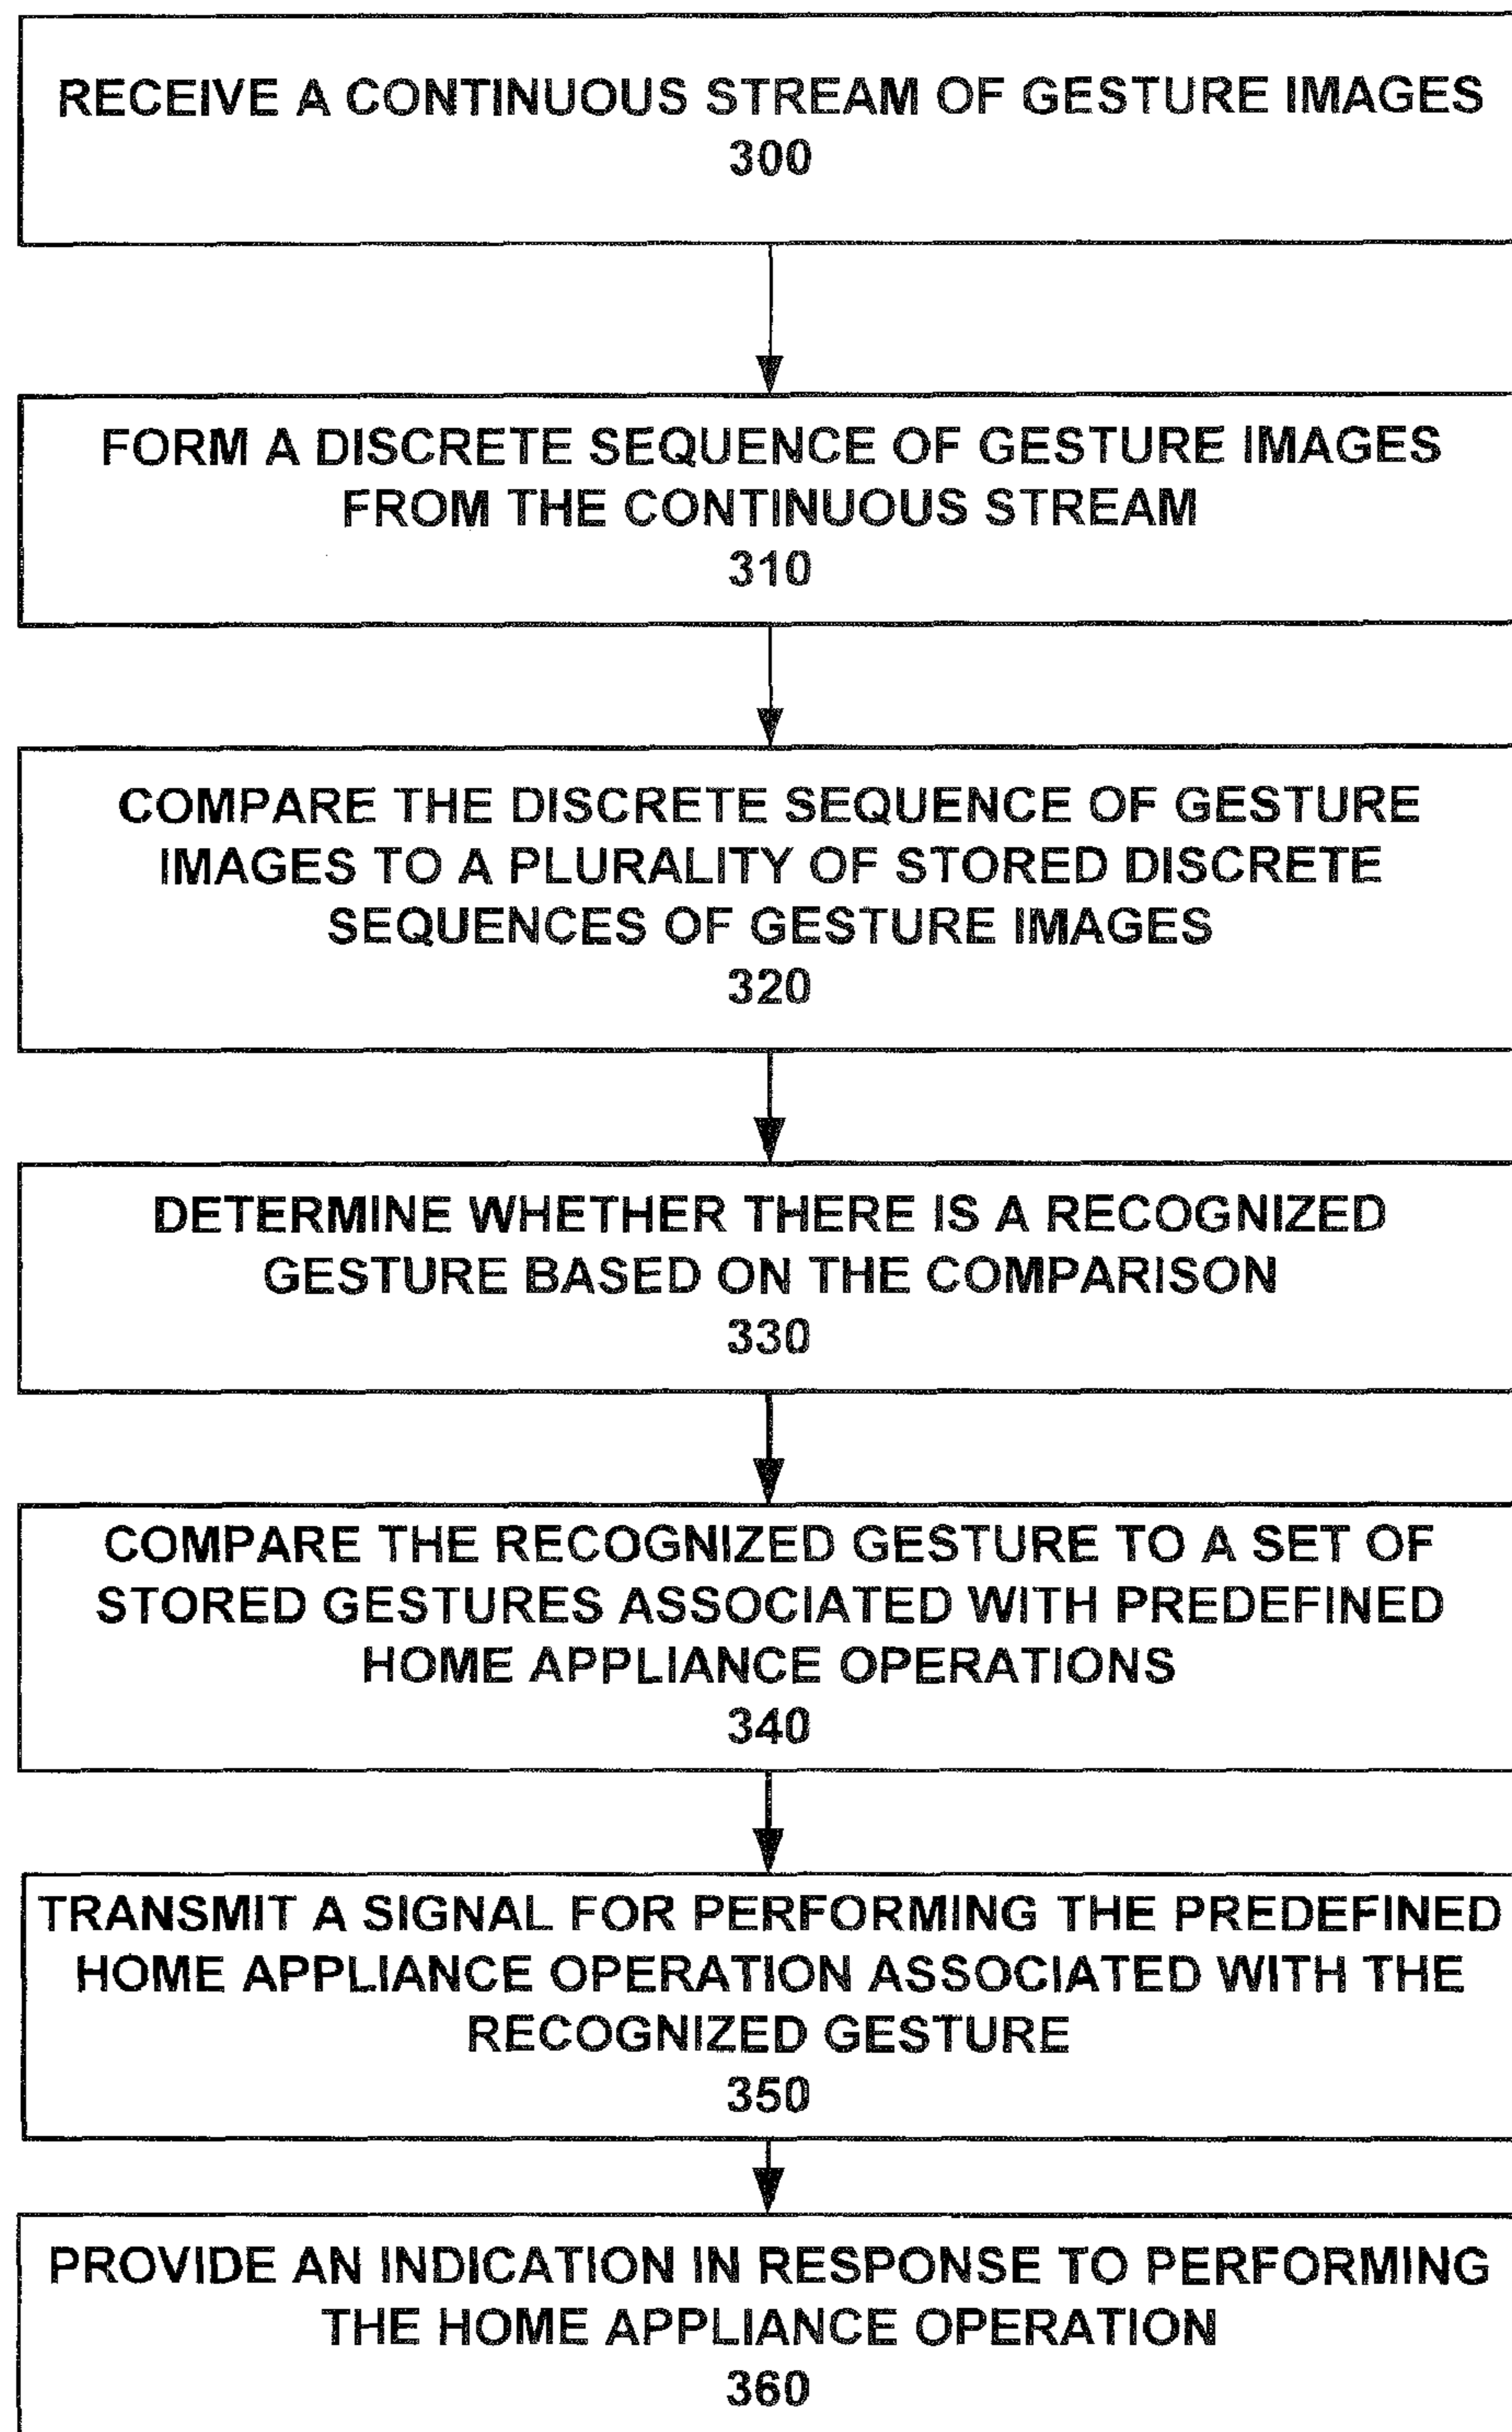 RECEIVE A CONTINUOUS STREAM OF GESTURE IMAGES
300
FORM A DISCRETE SEQUENCE OF GESTURE IMAGES
FROM THE CONTINUOUS STREAM
310
COMPARE THE DISCRETE SEQUENCE OF GESTURE
IMAGES TO A PLURALITY OF STORED DISCRETE
SEQUENCES OF GESTURE IMAGES
320
DETERMINE WHETHER THERE IS A RECOGNIZED
GESTURE BASED ON THE COMPARISON
330
COMPARE THE RECOGNIZED GESTURE TO A SET OF
STORED GESTURES ASSOCIATED WITH PREDEFINED
HOME APPLIANCE OPERATIONS
340
TRANSMIT A SIGNAL FOR PERFORMING THE PREDEFINED
HOME APPLIANCE OPERATION ASSOCIATED WITH THE
RECOGNIZED GESTURE
350
PROVIDE AN INDICATION IN RESPONSE TO PERFORMING
THE HOME APPLIANCE OPERATION
360